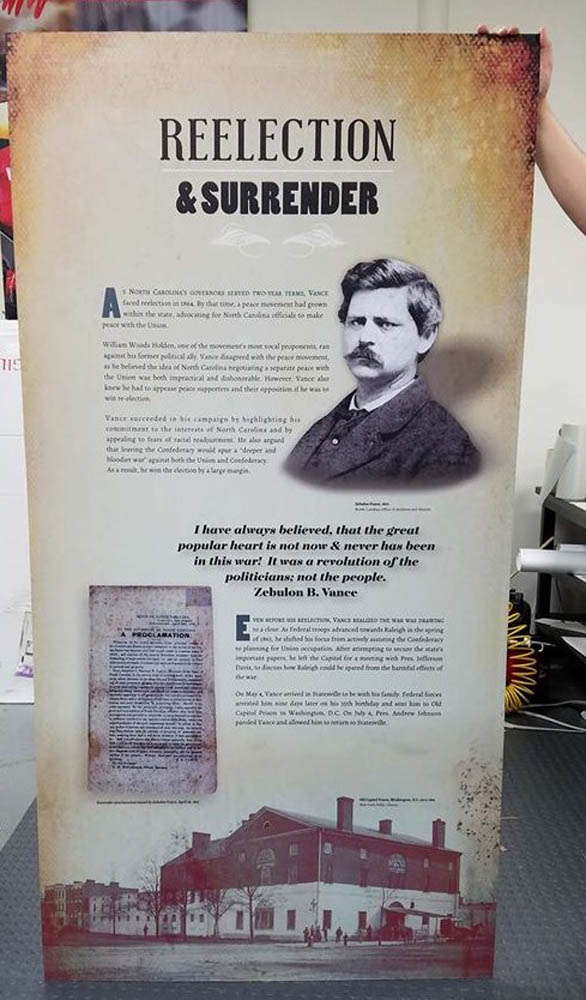 REELECTION
& SURRENDER
AS NORTH CAROLINA'S GOVERNORS SERVED TWO-YEAR TERMS, VANCE
faced reelection in 1864. By that time, a peace movement had grown
within the state, advocating for North Carolina officials to make
peace with the Union.
William Woods Holden, one of the movement's most vocal proponents, ran
against his former political ally. Vance disagreed with the peace movement,
as he believed the idea of North Carolina negotiating a separate peace with
the Union was both impractical and dishonorable. However, Vance also
knew he had to appease peace supporters and their opposition if he was to
win re-election.
Vance succeeded in his campaign by highlighting his
commitment to the interests of North Carolina and by
appealing to fears of racial readjustment. He also argued
that leaving the Confederacy would spur a "deeper and
bloodier war" against both the Union and Confederacy.
As a result, he won the election by a large margin.
I have always believed, that the great
popular heart is not now & never has been
in this war! It was a revolution of the
politicians; not the people.
Zebulon B. Vance
A PROCLAMATION
EVEN BEFORE HIS REELECTION, VANCE REALIZED THE WAR WAS DRAWING
to a close. As Federal troops advanced towards Raleigh in the spring
of 1865, he shifted his focus from actively assisting the Confederacy
to planning for Union occupation. After attempting to secure the state's
important papers, he left the Capital for a meeting with Pres. Jefferson
Davis, to discuss how Raleigh could be spared from the harmful effects of
the war.
On May 4, Vance arrived in Statesville to be with his family. Federal forces
arrested him nine days later on his 35th birthday and sent him to Old
Capitol Prison in Washington, D.C. On July 6, Pres. Andrew Johnson
paroled Vance and allowed him to return to Statesville.